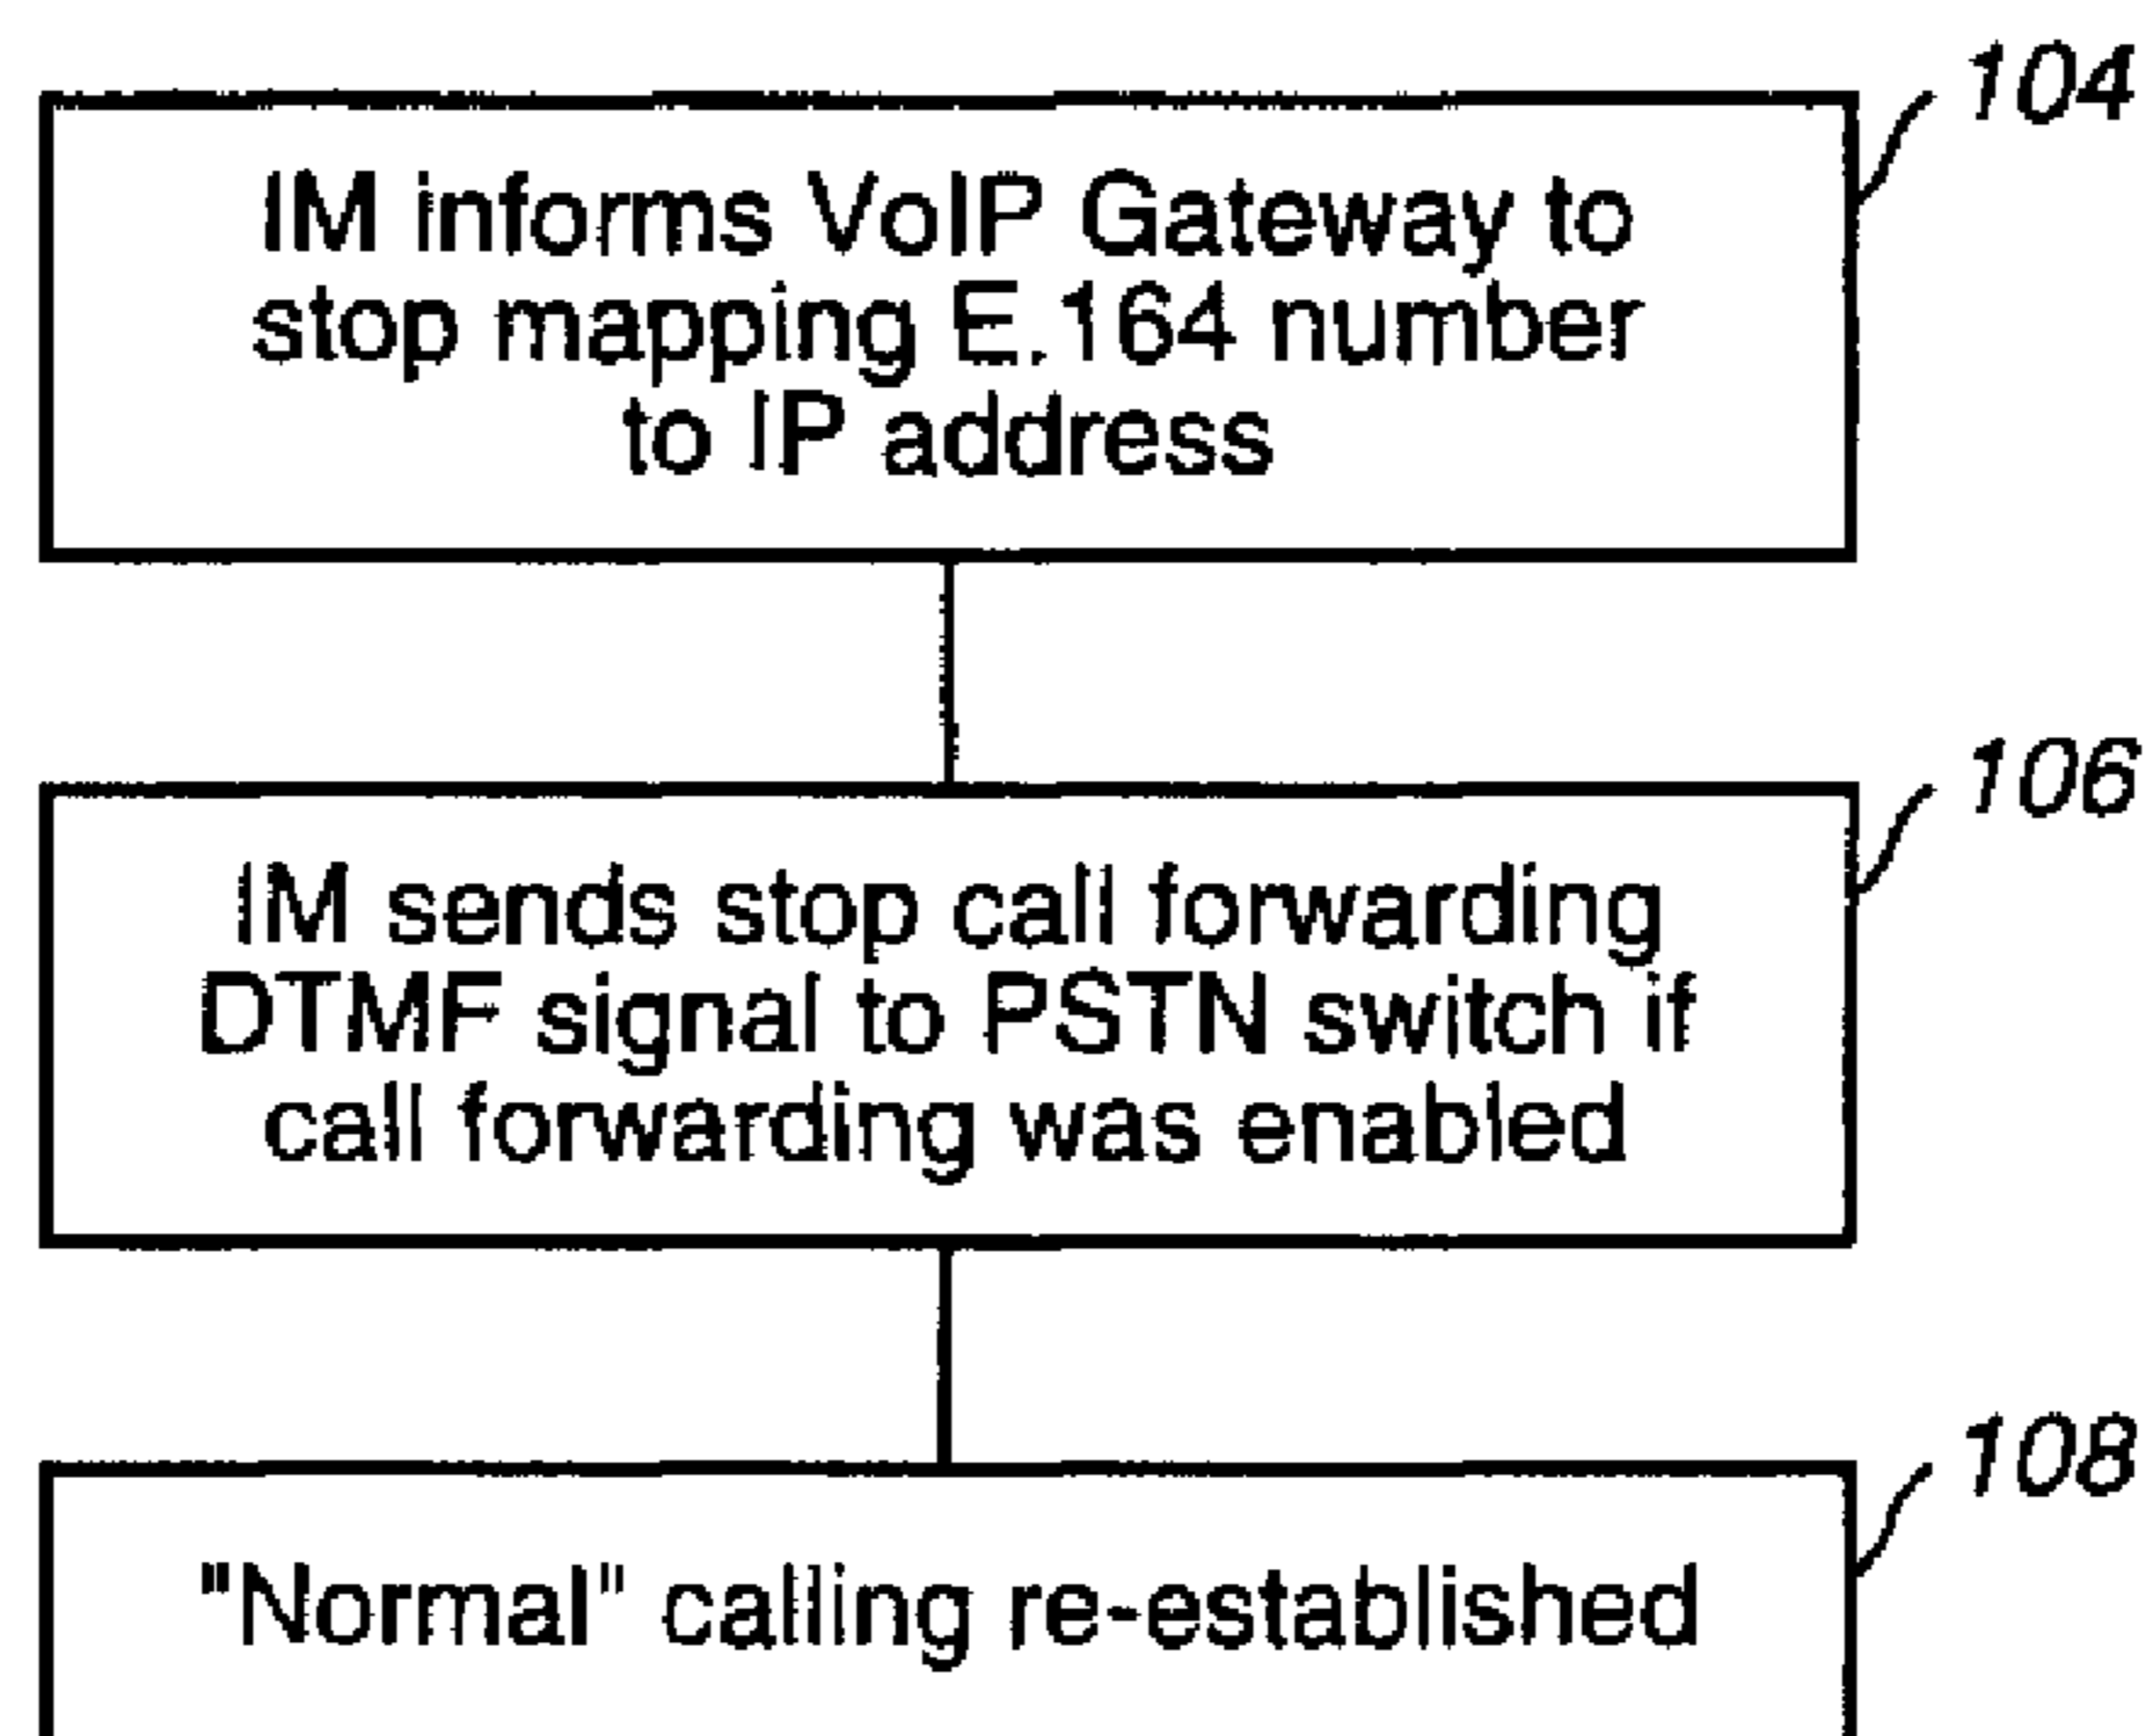 104
IM informs VoIP Gateway to
stop mapping E.164 number
to IP address
106
IM sends stop call forwarding
DTMF signal to PSTN switch if
call forwarding was enabled
108
"Normal" calling re-established